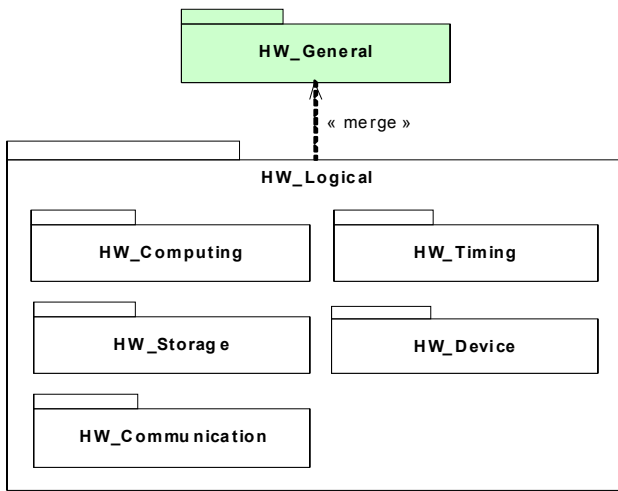 HW_General
« merge »
HW_Logical
HW_Computing
HW_Timing
HW_Storage
HW_Device
HW_Communication